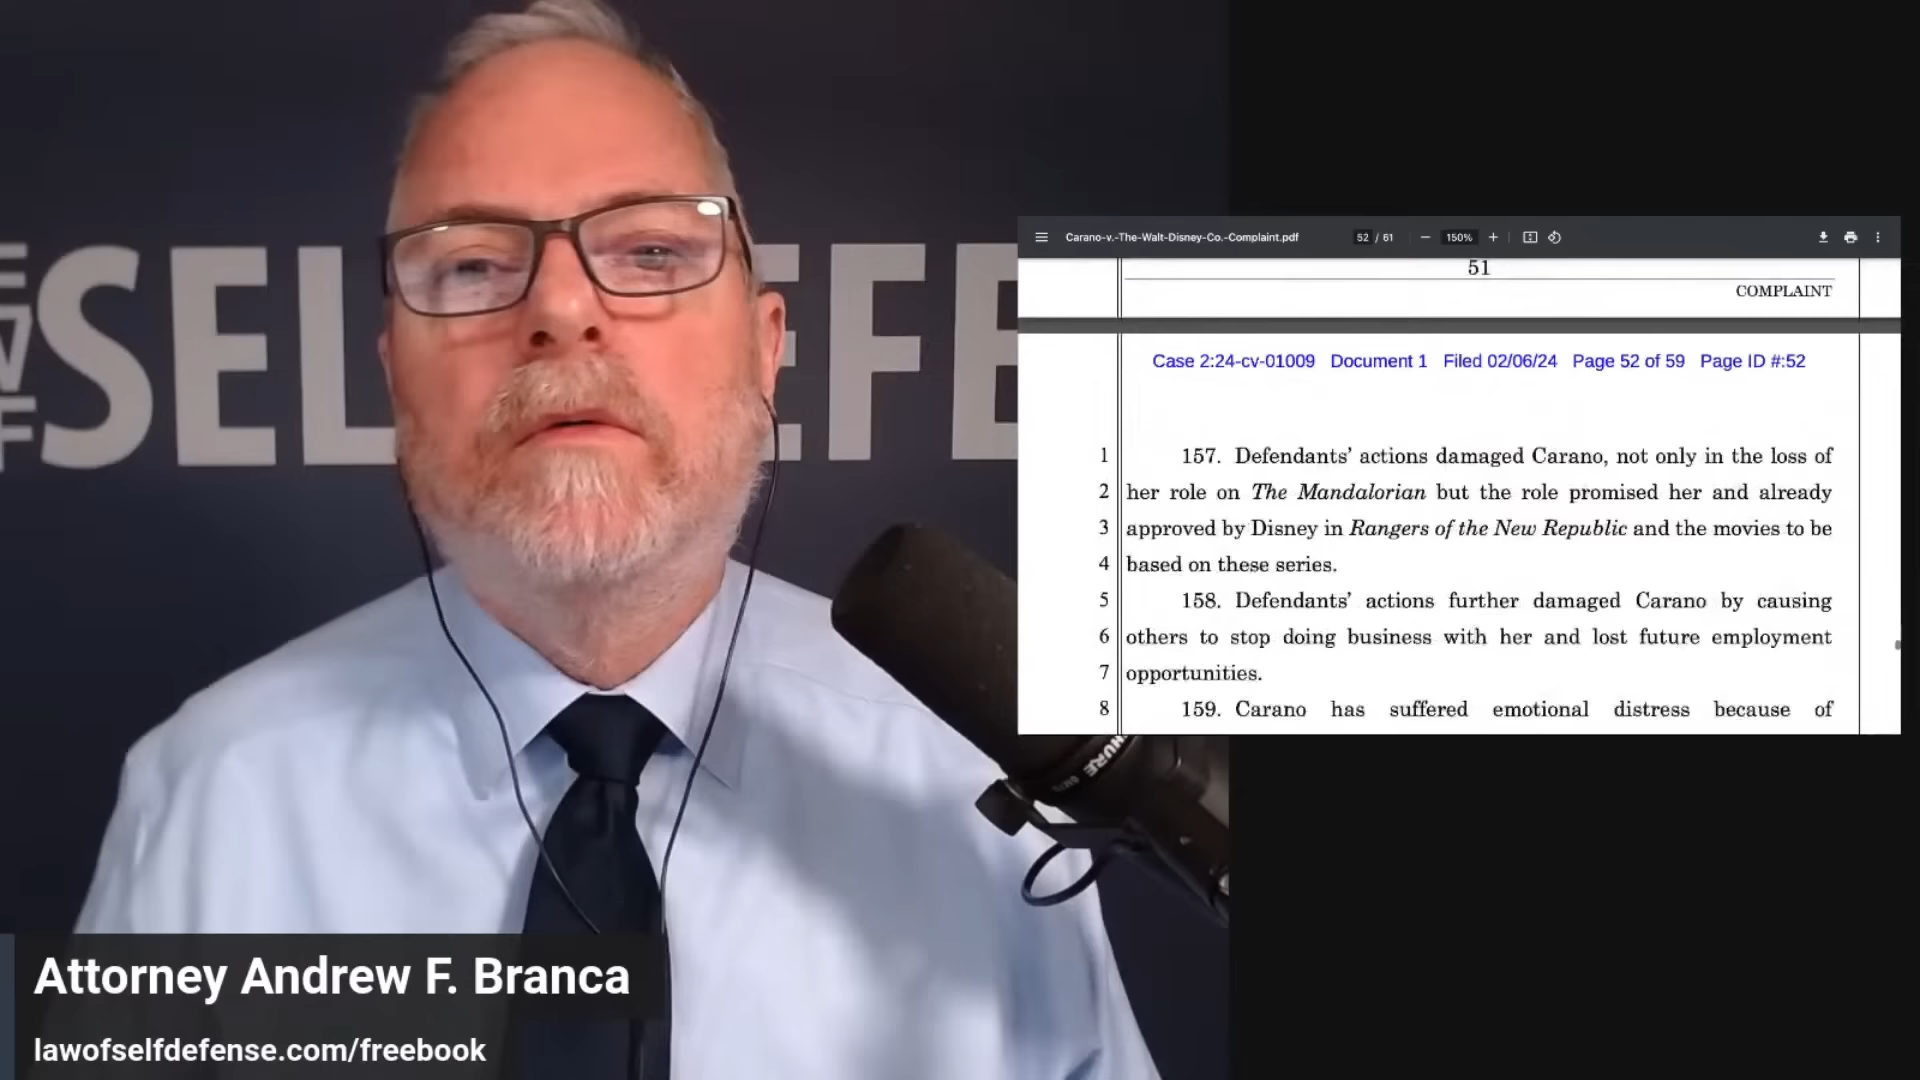 SEL EFE
Carano-v.-The-Walt-Disney-Co.-Complaint.pdf 52 / 61 150%
51
COMPLAINT
Case 2:24-cv-01009 Document 1 Filed 02/06/24 Page 52 of 59 Page ID #:52
1 157. Defendants’ actions damaged Carano, not only in the loss of
2 her role on The Mandalorian but the role promised her and already
3 approved by Disney in Rangers of the New Republic and the movies to be
4 based on these series.
5 158. Defendants’ actions further damaged Carano by causing
6 others to stop doing business with her and lost future employment
7 opportunities.
8 159. Carano has suffered emotional distress because of
Attorney Andrew F. Branca
lawofselfdefense.com/freebook